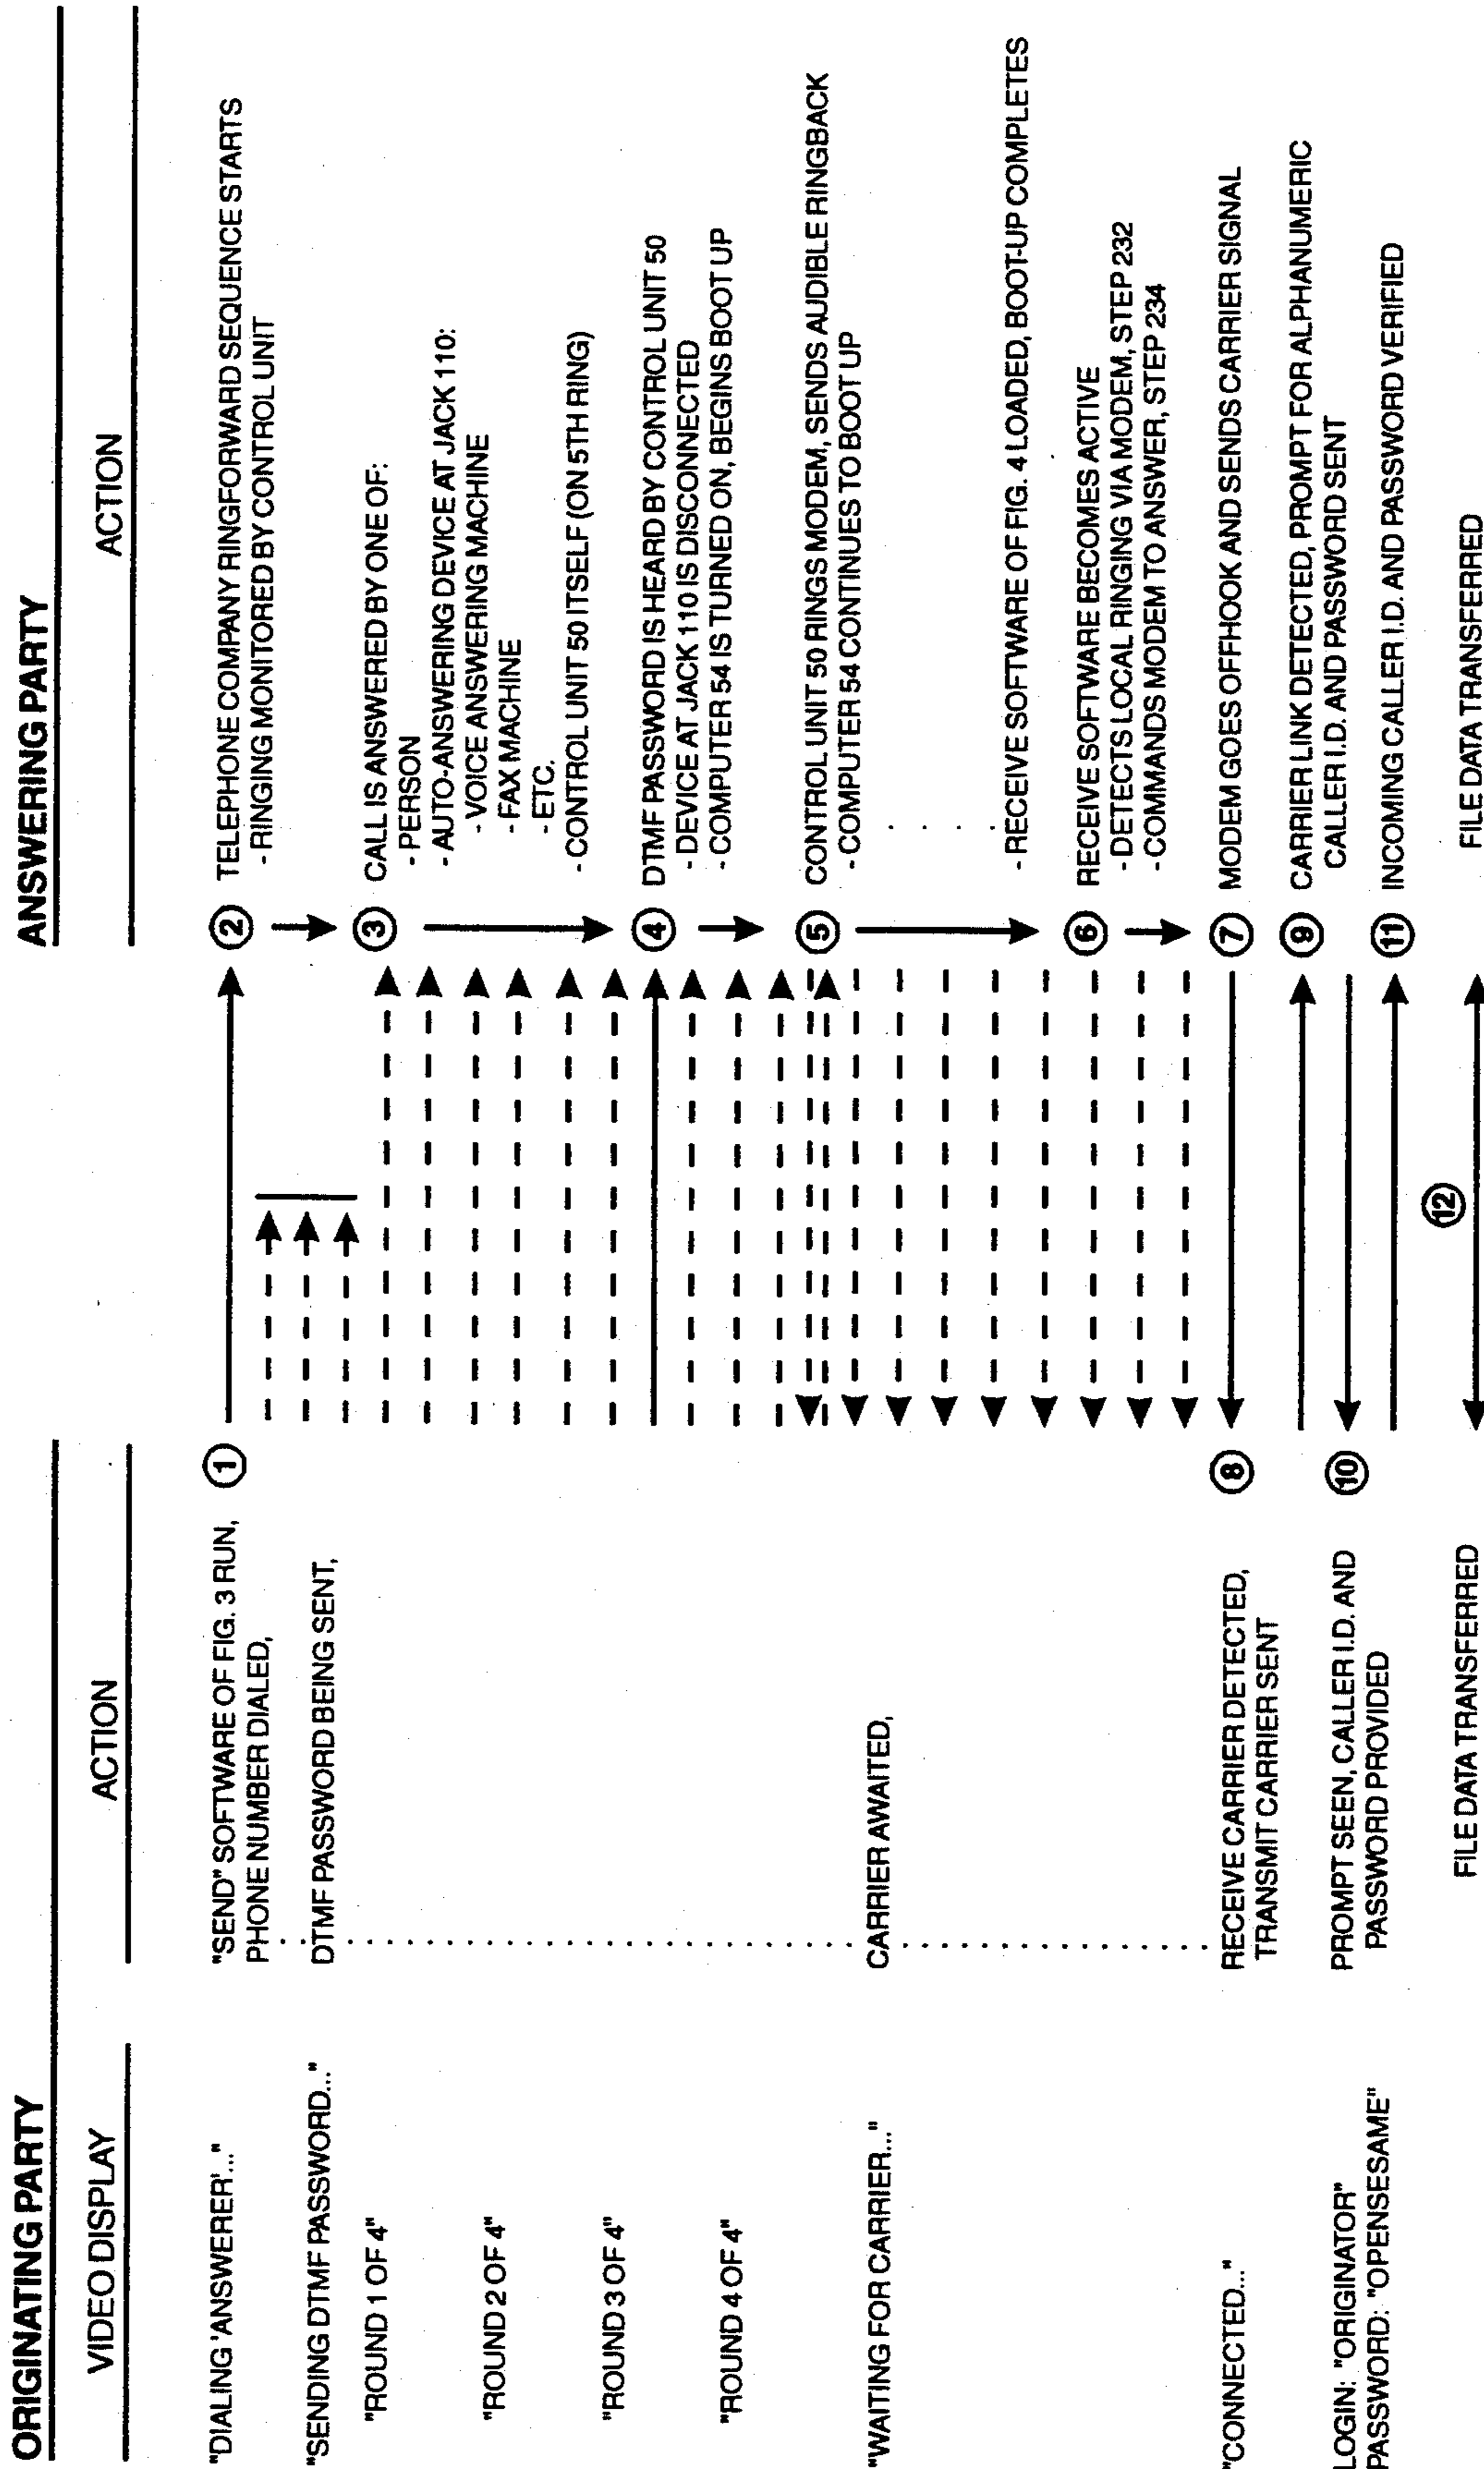 ORIGINATING PARTY
VIDEO DISPLAY
ACTION
"DIALING 'ANSWERER'..."
"SEND" SOFTWARE OF FIG. 3 RUN,
PHONE NUMBER DIALED,
1
"SENDING DTMF PASSWORD..."
DTMF PASSWORD BEING SENT,
"ROUND 1 OF 4"
"ROUND 2 OF 4"
"ROUND 3 OF 4"
"ROUND 4 OF 4"
"WAITING FOR CARRIER..."
CARRIER AWAITED,
"CONNECTED..."
RECEIVE CARRIER DETECTED,
TRANSMIT CARRIER SENT
8
LOGIN: "ORIGINATOR"
PASSWORD: "OPENSESAME"
PROMPT SEEN, CALLER I.D. AND
PASSWORD PROVIDED
10
FILE DATA TRANSFERRED
12
ANSWERING PARTY
ACTION
2 TELEPHONE COMPANY RINGFORWARD SEQUENCE STARTS
- RINGING MONITORED BY CONTROL UNIT
3 CALL IS ANSWERED BY ONE OF:
- PERSON
- AUTO-ANSWERING DEVICE AT JACK 110:
- VOICE ANSWERING MACHINE
- FAX MACHINE
- ETC.
- CONTROL UNIT 50 ITSELF (ON 5TH RING)
4 DTMF PASSWORD IS HEARD BY CONTROL UNIT 50
- DEVICE AT JACK 110 IS DISCONNECTED
- COMPUTER 54 IS TURNED ON, BEGINS BOOT UP
5 CONTROL UNIT 50 RINGS MODEM, SENDS AUDIBLE RINGBACK
- COMPUTER 54 CONTINUES TO BOOT UP
- RECEIVE SOFTWARE OF FIG. 4 LOADED, BOOT-UP COMPLETES
6 RECEIVE SOFTWARE BECOMES ACTIVE
- DETECTS LOCAL RINGING VIA MODEM, STEP 232
- COMMANDS MODEM TO ANSWER, STEP 234
7 MODEM GOES OFFHOOK AND SENDS CARRIER SIGNAL
9 CARRIER LINK DETECTED, PROMPT FOR ALPHANUMERIC
CALLER I.D. AND PASSWORD SENT
11 INCOMING CALLER I.D. AND PASSWORD VERIFIED
FILE DATA TRANSFERRED